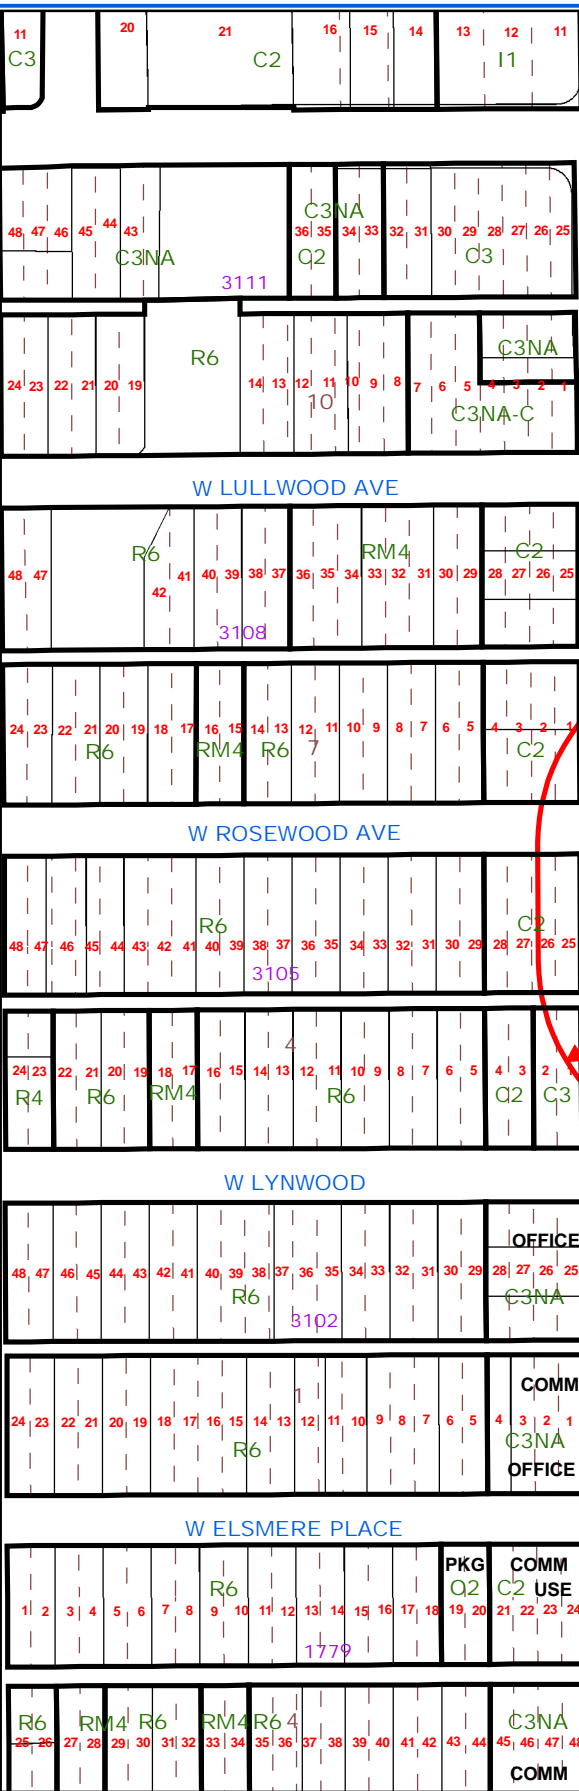 11 20 21 16 15 14 13 12 11
C3 C2 I1
48 47 46 45 44 43 36 35 34 33 32 31 30 29 28 27 26 25
C3NA
C3NA O2 O3
3111
C3NA
R6
24 23 22 21 20 19 14 13 12 11 10 9 8 7 6 5 4 3 2 1
10
C3NA-C
W LULLWOOD AVE
R6 RM4 C2
48 47 42 41 40 39 38 37 36 35 34 33 32 31 30 29 28 27 26 25
3108
24 23 22 21 20 19 18 17 16 15 14 13 12 11 10 9 8 7 6 5 4 3 2 1
R6 RM4 R6 7 C2
W ROSEWOOD AVE
R6 C2
48 47 46 45 44 43 42 41 40 39 38 37 36 35 34 33 32 31 30 29 28 27 26 25
3105
4
24 23 22 21 20 19 18 17 16 15 14 13 12 11 10 9 8 7 6 5 4 3 2 1
R4 R6 RM4 R6 O2 C3
W LYNWOOD
OFFICE
48 47 46 45 44 43 42 41 40 39 38 37 36 35 34 33 32 31 30 29 28 27 26 25
R6 C3NA
3102
COMM
1
24 23 22 21 20 19 18 17 16 15 14 13 12 11 10 9 8 7 6 5 4 3 2 1
R6 C3NA
OFFICE
W ELSMERE PLACE
PKG COMM
R6 O2 C2 USE
1 2 3 4 5 6 7 8 9 10 11 12 13 14 15 16 17 18 19 20 21 22 23 24
1779
R6 RM4 R6 RM4 R6 4 C3NA
25 26 27 28 29 30 31 32 33 34 35 36 37 38 39 40 41 42 43 44 45 46 47 48
COMM